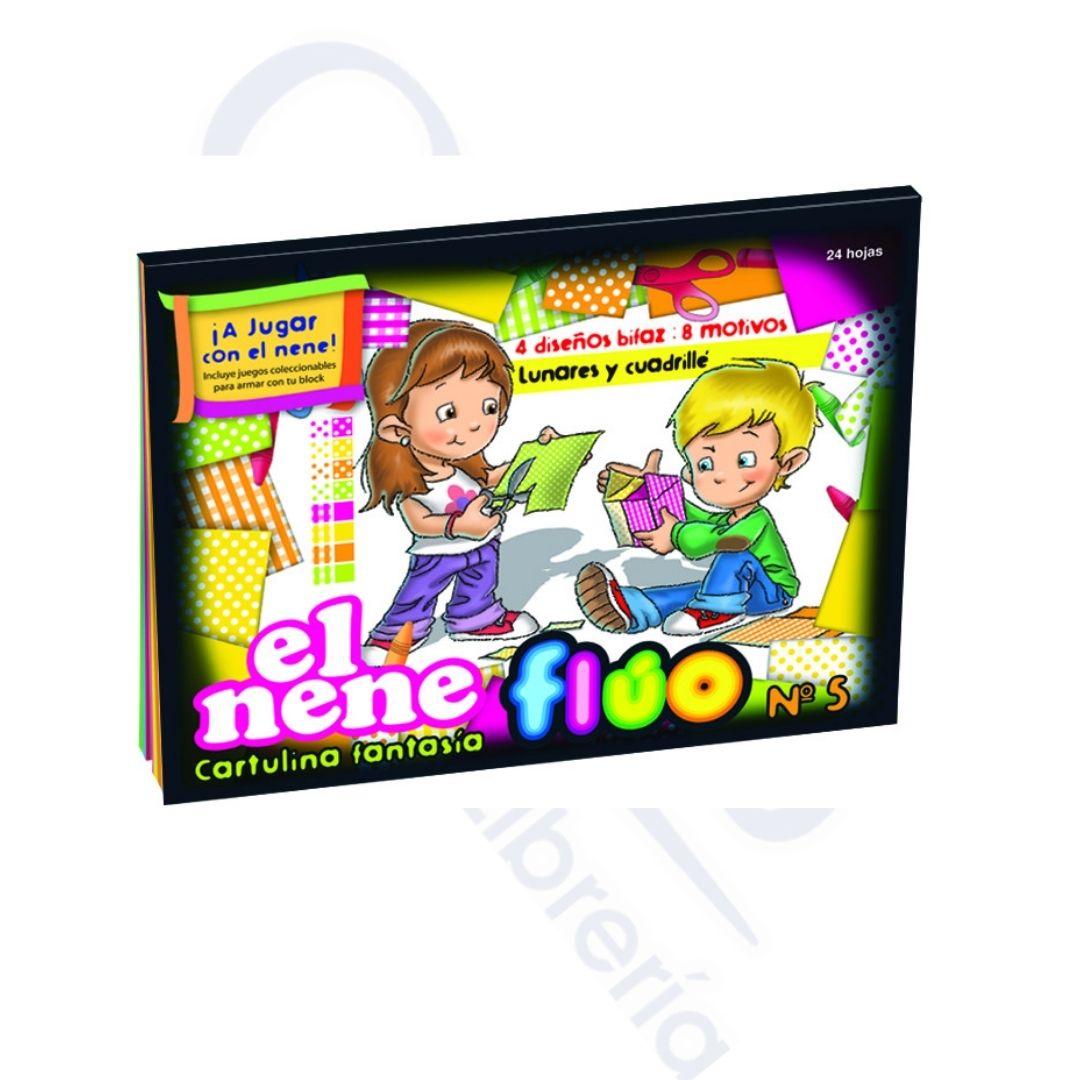 24 hojas
¡A Jugar
con el nene!
Incluye juegos coleccionables
para armar con tu block
4 diseños bifaz : 8 motivos
Lunares y cuadrillé
el
nene flúo Nº 5
Cartulina fantasía
Librería